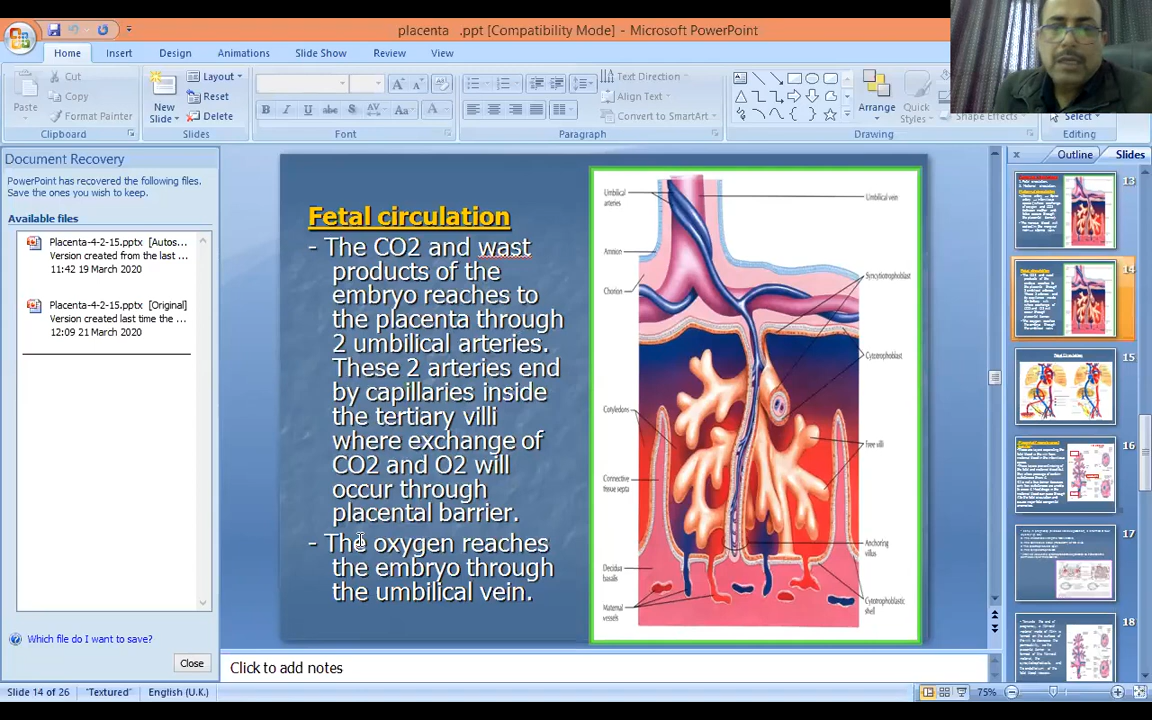 placenta .ppt [Compatibility Mode] - Microsoft PowerPoint
Home Insert Design Animations Slide Show Review View
Cut
Copy
Format Painter
Paste
Clipboard
New
Slide
Layout
Reset
Delete
Slides
B I U abc S AV Aa A
Font
Text Direction
Align Text
Convert to SmartArt
Paragraph
Arrange
Quick
Styles
Shape Effects
Drawing
Select
Editing
Document Recovery
PowerPoint has recovered the following files.
Save the ones you wish to keep.
Available files
Placenta-4-2-15.pptx [Autos...
Version created from the last ...
11:42 19 March 2020
Placenta-4-2-15.pptx [Original]
Version created last time the ...
12:09 21 March 2020
Which file do I want to save?
Close
Fetal circulation
- The CO2 and wast
products of the
embryo reaches to
the placenta through
2 umbilical arteries.
These 2 arteries end
by capillaries inside
the tertiary villi
where exchange of
CO2 and O2 will
occur through
placental barrier.
- The oxygen reaches
the embryo through
the umbilical vein.
Umbilical
arteries
Umbilical vein
Amnion
Chorion
Syncytiotrophoblast
Cytotrophoblast
Cotyledons
Free villi
Connective
tissue septa
Anchoring
villus
Decidua
basalis
Maternal
vessels
Cytotrophoblastic
shell
Outline Slides
13
14
15
16
17
18
Click to add notes
Slide 14 of 26 "Textured" English (U.K.) 75%